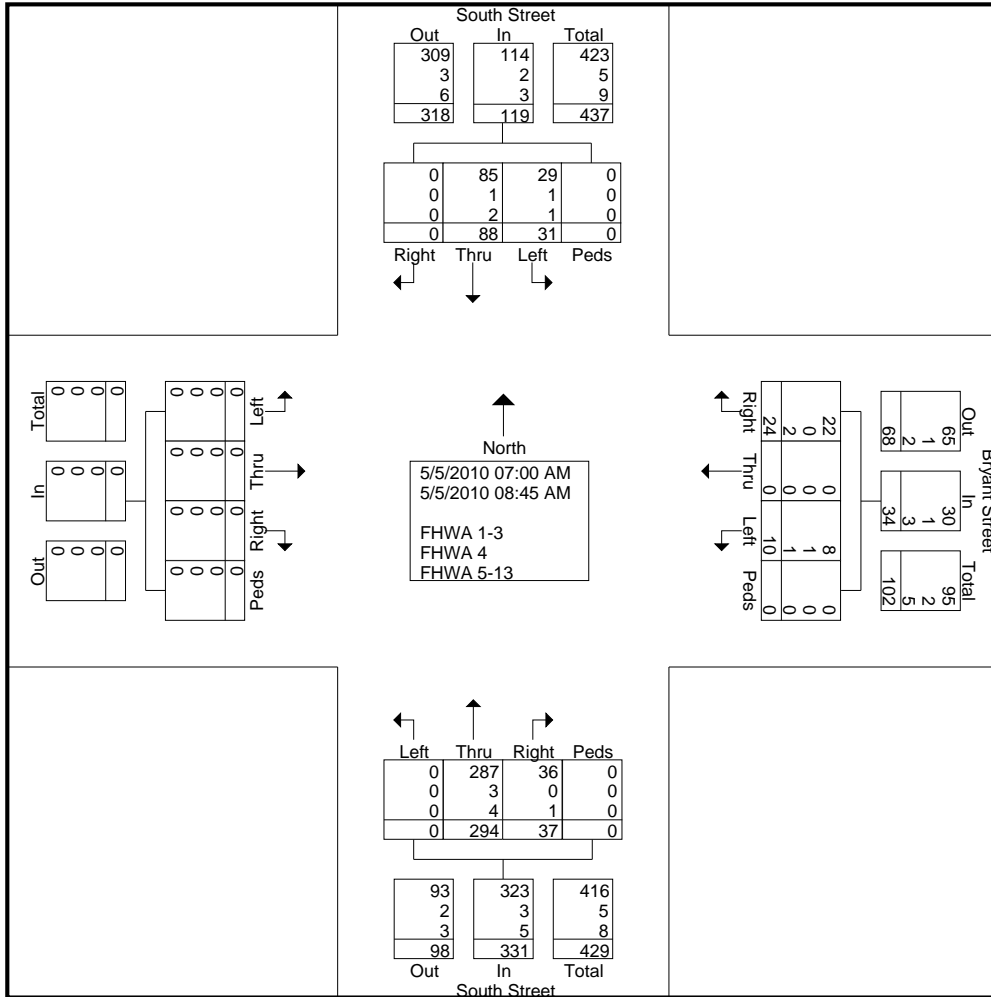 South Street
Out In Total
309 114 423
3 2 5
6 3 9
318 119 437
0 85 29 0
0 1 1 0
0 2 1 0
0 88 31 0
Right Thru Left Peds
Total
0 0 0 0
In
0 0 0 0
Out
0 0 0 0
Left
0 0 0 0
Thru
0 0 0 0
Right
0 0 0 0
Peds
0 0 0 0
North
5/5/2010 07:00 AM
5/5/2010 08:45 AM
FHWA 1-3
FHWA 4
FHWA 5-13
Right
22 0 2 24
Thru
0 0 0 0
Left
8 1 1 10
Peds
0 0 0 0
Bryant Street
Out
65 1 2 68
In
30 1 3 34
Total
95 2 5 102
Left Thru Right Peds
0 287 36 0
0 3 0 0
0 4 1 0
0 294 37 0
93 323 416
2 3 5
3 5 8
98 331 429
Out In Total
South Street